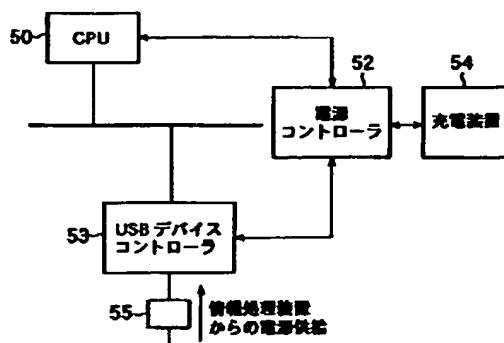 50
CPU
52
電源
コントローラ
54
充電装置
53
USB デバイス
コントローラ
55
情報処理装置
からの電源供給